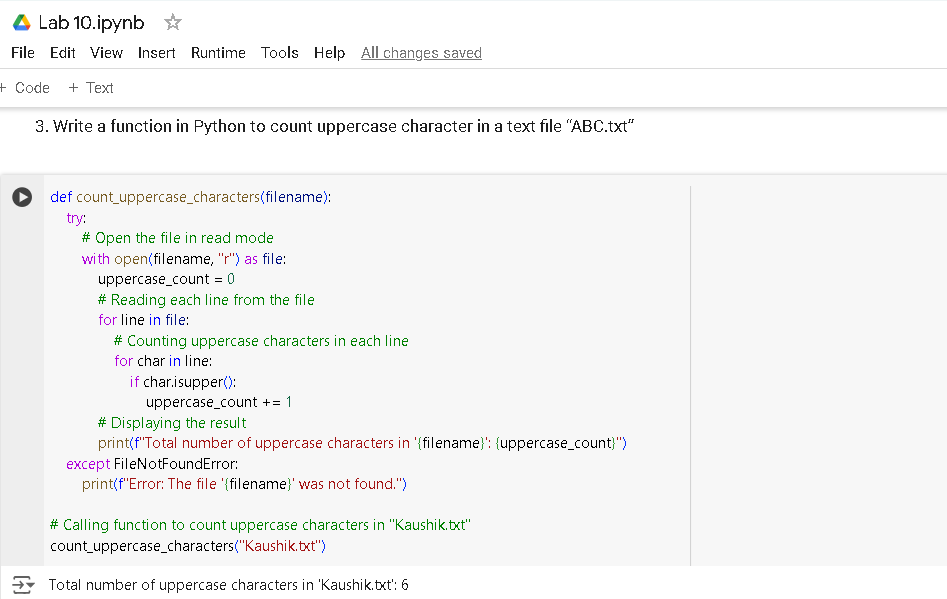 Lab 10.ipynb
File Edit View Insert Runtime Tools Help All changes saved
+ Code + Text
3. Write a function in Python to count uppercase character in a text file “ABC.txt”
def count_uppercase_characters(filename):
    try:
        # Open the file in read mode
        with open(filename, "r") as file:
            uppercase_count = 0
            # Reading each line from the file
            for line in file:
                # Counting uppercase characters in each line
                for char in line:
                    if char.isupper():
                        uppercase_count += 1
            # Displaying the result
            print(f"Total number of uppercase characters in '{filename}': {uppercase_count}")
    except FileNotFoundError:
        print(f"Error: The file '{filename}' was not found.")
# Calling function to count uppercase characters in "Kaushik.txt"
count_uppercase_characters("Kaushik.txt")
Total number of uppercase characters in 'Kaushik.txt': 6